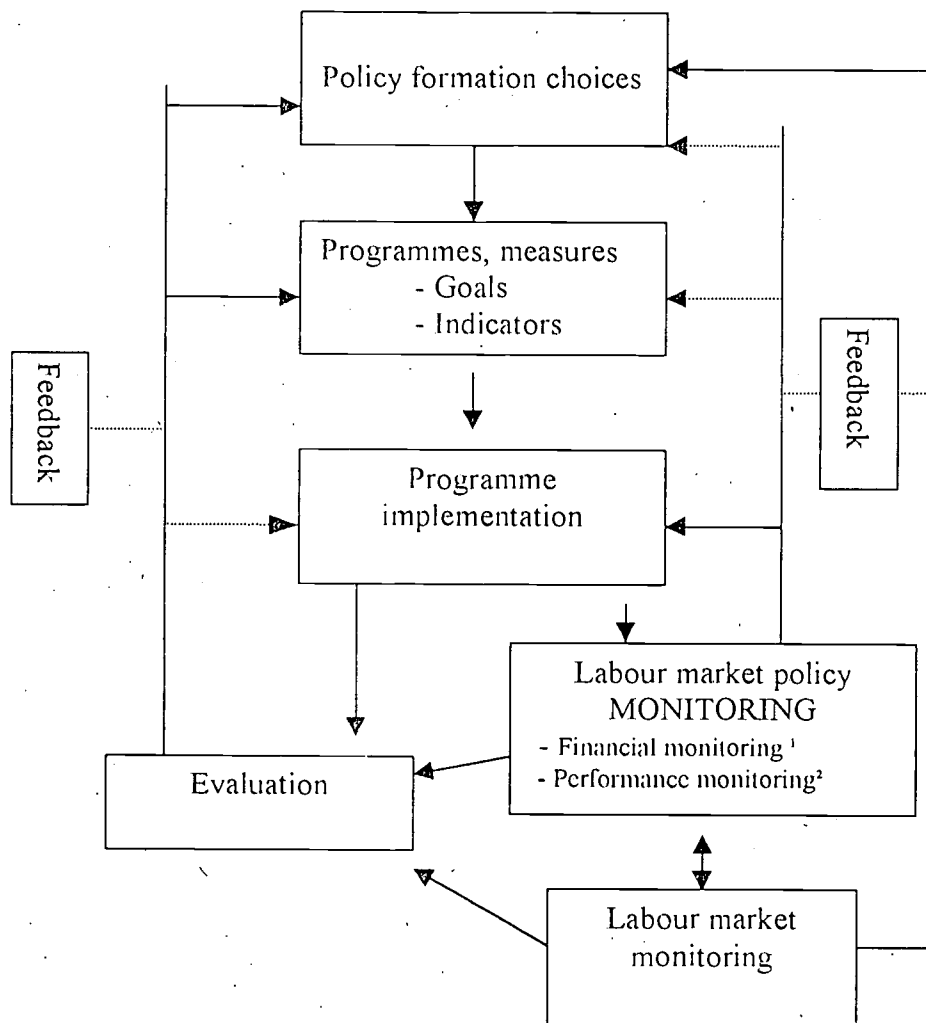 Policy formation choices
Programmes, measures
- Goals
- Indicators
Feedback
Feedback
Programme
implementation
Labour market policy
MONITORING
- Financial monitoring ¹
- Performance monitoring²
Evaluation
Labour market
monitoring